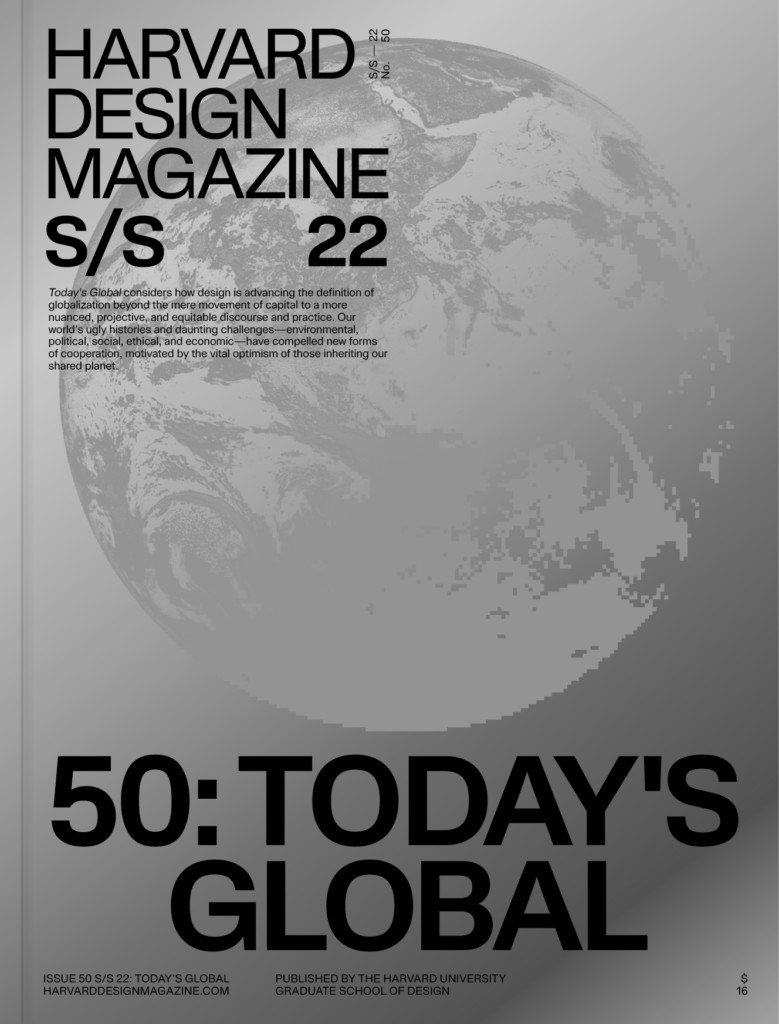 HARVARD
DESIGN
MAGAZINE
S/S — 22
No. 50
S/S 22
Today's Global considers how design is advancing the definition of
globalization beyond the mere movement of capital to a more
nuanced, projective, and equitable discourse and practice. Our
world's ugly histories and daunting challenges—environmental,
political, social, ethical, and economic—have compelled new forms
of cooperation, motivated by the vital optimism of those inheriting our
shared planet.
50: TODAY'S
GLOBAL
ISSUE 50 S/S 22: TODAY'S GLOBAL
HARVARDDESIGNMAGAZINE.COM
PUBLISHED BY THE HARVARD UNIVERSITY
GRADUATE SCHOOL OF DESIGN
$
16